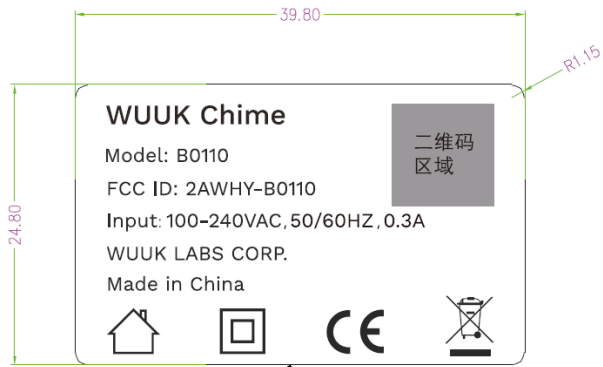 39.80
R1.15
24.80
WUUK Chime
二维码
区域
Model: B0110
FCC ID: 2AWHY-B0110
Input: 100-240VAC, 50/60HZ, 0.3A
WUUK LABS CORP.
Made in China
CE